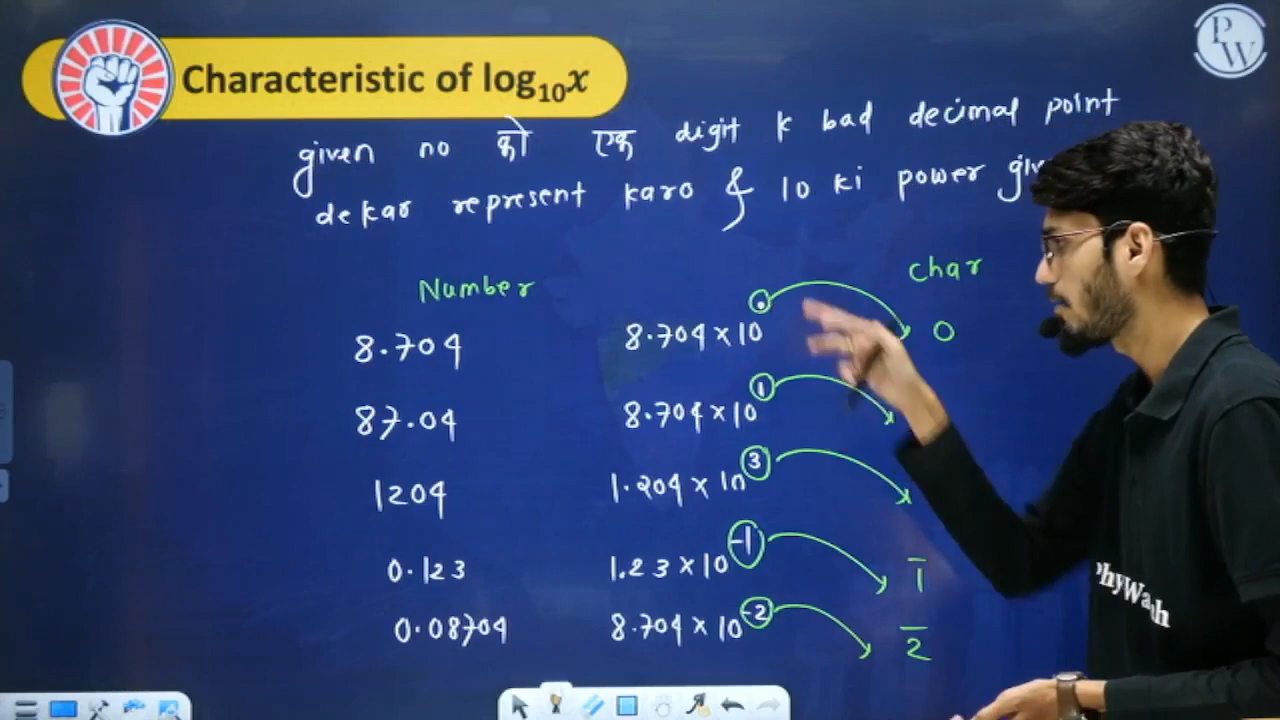 Characteristic of log₁₀x
PW
given no को एक digit k bad decimal point
dekar represent karo & 10 ki power
Number
Char
8.704 8.704 × 10 0
87.04 8.704 × 10¹
1204 1.204 × 10³
0.123 1.23 × 10⁻¹ 1̅
0.08704 8.704 × 10⁻² 2̅